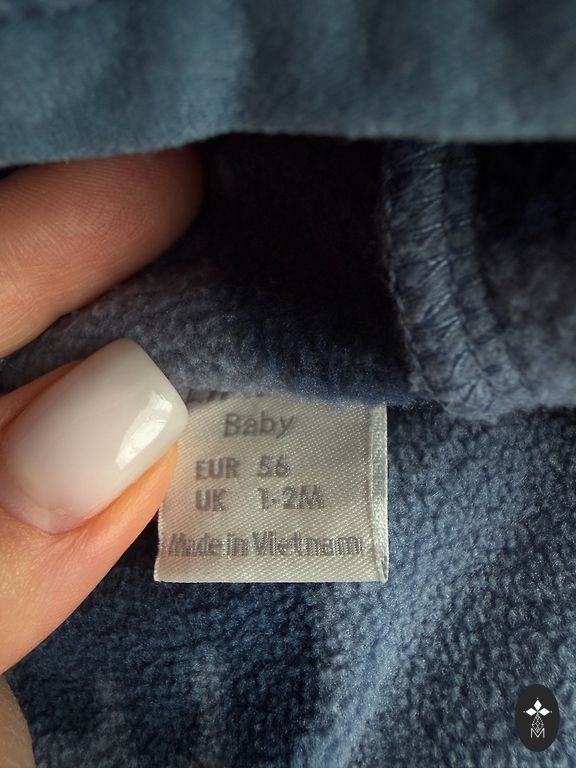 Baby
EUR 56
UK 1-2M
Made in Vietnam